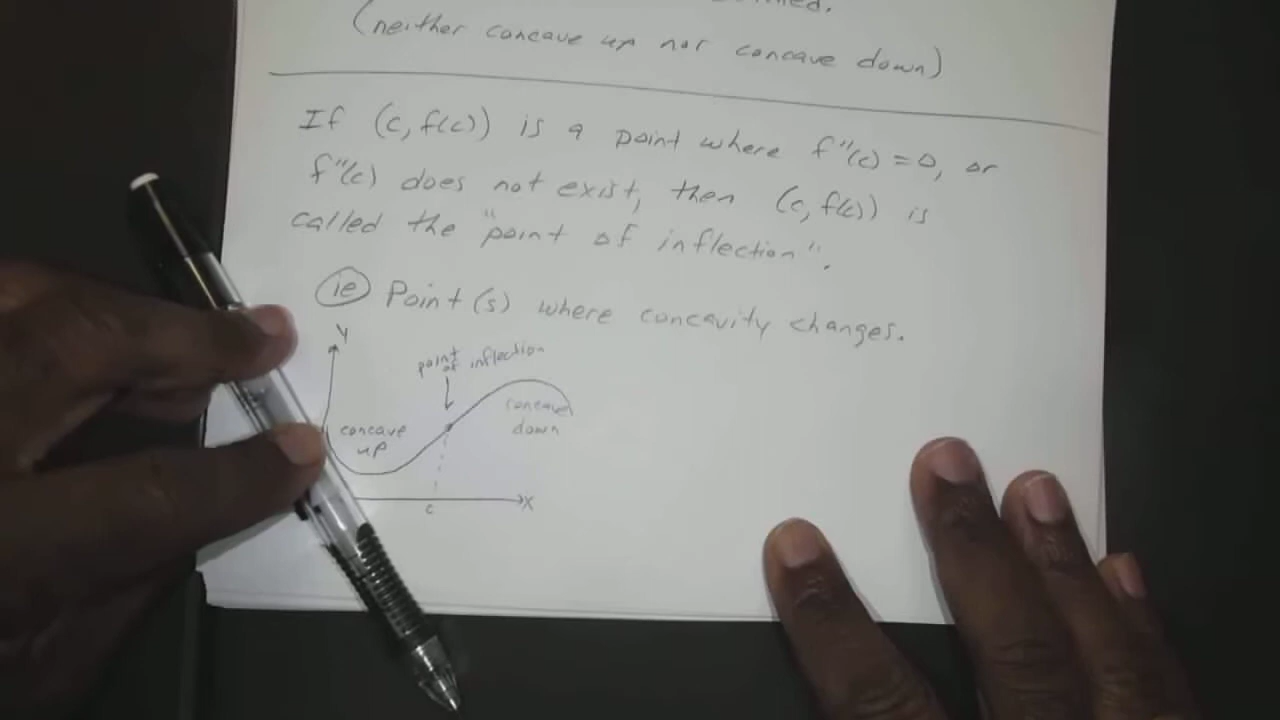 (neither concave up nor concave down)
If (c, f(c)) is a point where f"(c) = 0, or
f"(c) does not exist, then (c, f(c)) is
called the "point of inflection".
ie Point(s) where concavity changes.
Y
point
of inflection
concave
up
concave
down
c
X